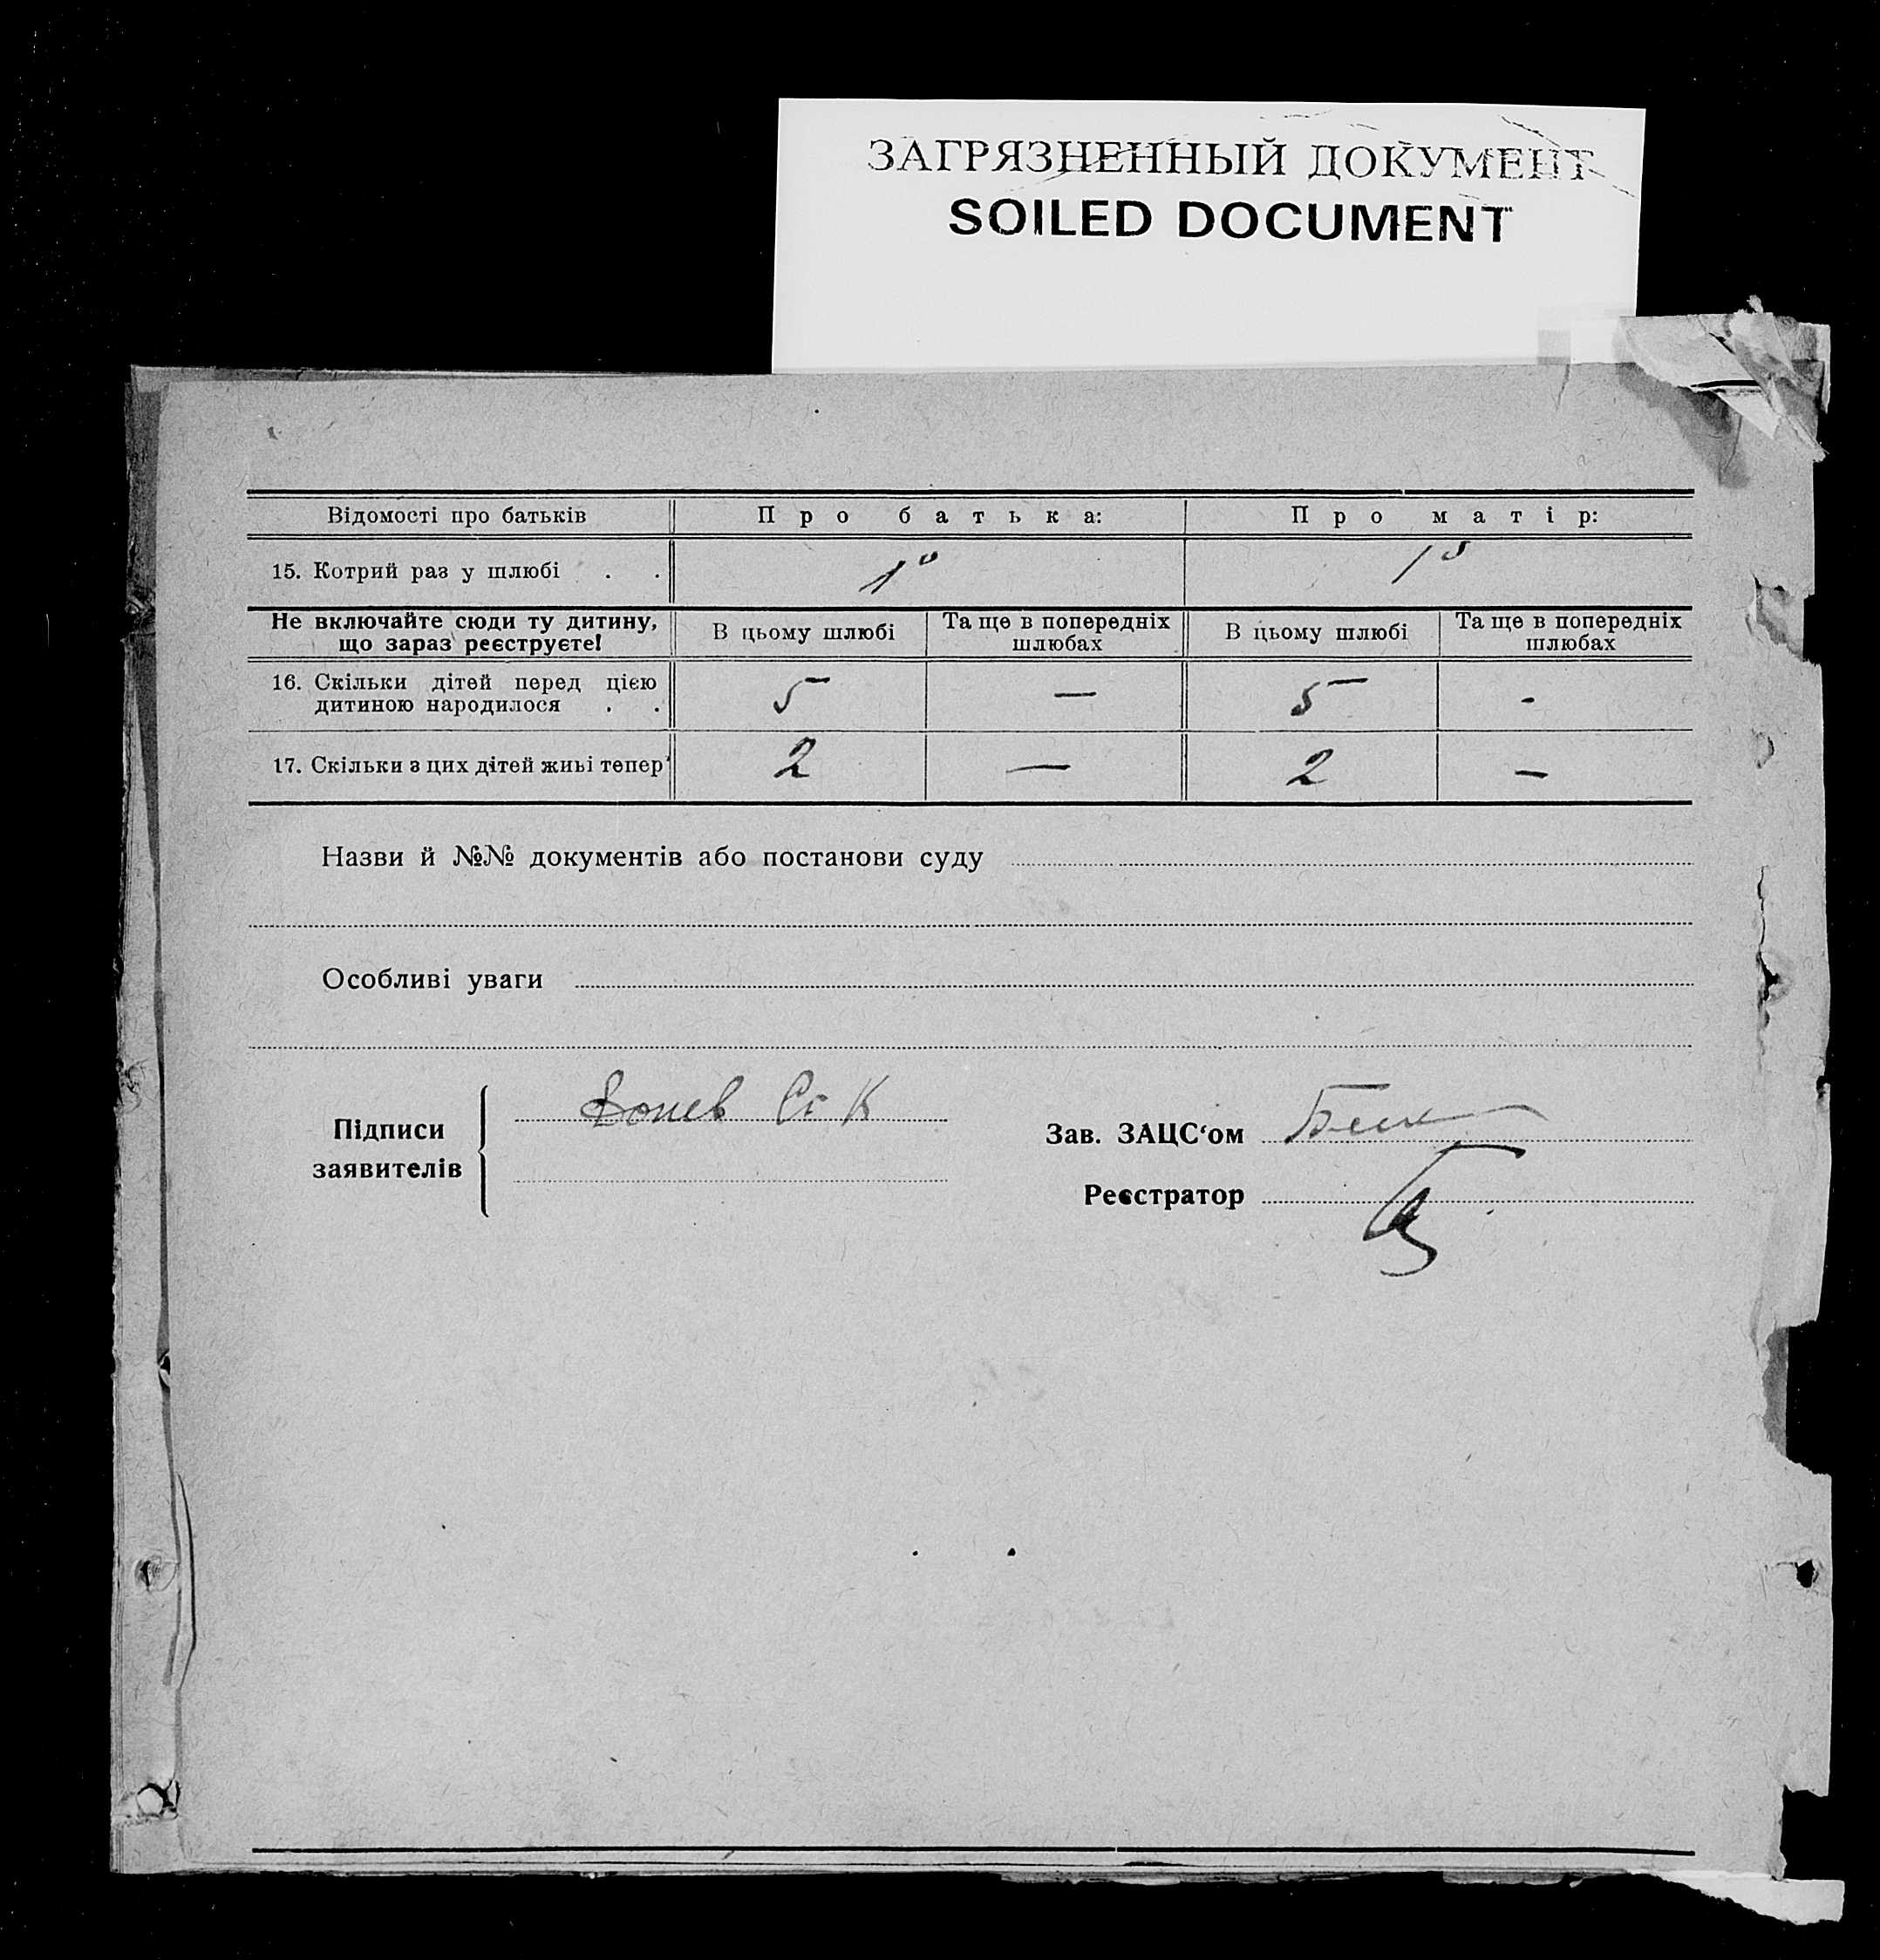 ЗАГРЯЗНЕННЫЙ ДОКУМЕНТ
SOILED DOCUMENT
Відомості про батьків Про батька: Про матір:
15. Котрий раз у шлюбі . . 1º 1º
Не включайте сюди ту дитину, що зараз реєструєте! В цьому шлюбі Та ще в попередніх шлюбах В цьому шлюбі Та ще в попередніх шлюбах
16. Скільки дітей перед цією
дитиною народилося . . 5 — 5 -
17. Скільки з цих дітей живі тепер 2 — 2 —
Назви й №№ документів або постанови суду
Особливі уваги
Підписи
заявителів
Зав. ЗАЦС‘ом
Реєстратор